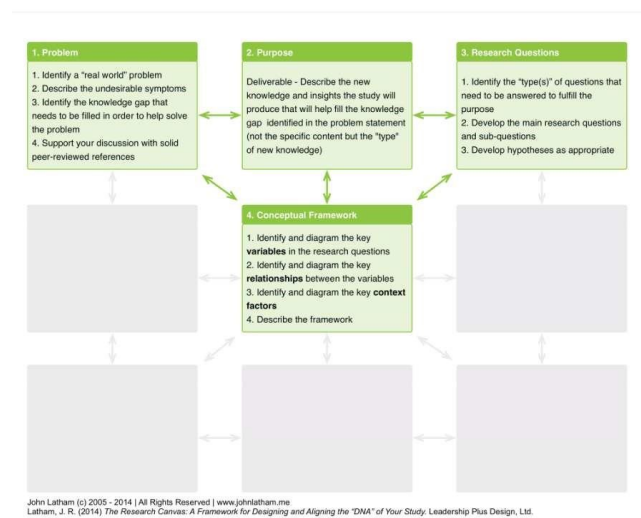 1. Problem
1. Identify a "real world" problem
2. Describe the undesirable symptoms
3. Identify the knowledge gap that
needs to be filled in order to help solve
the problem
4. Support your discussion with solid
peer-reviewed references
2. Purpose
Deliverable - Describe the new
knowledge and insights the study will
produce that will help fill the knowledge
gap identified in the problem statement
(not the specific content but the "type"
of new knowledge)
3. Research Questions
1. Identify the "type(s)" of questions that
need to be answered to fulfill the
purpose
2. Develop the main research questions
and sub-questions
3. Develop hypotheses as appropriate
4. Conceptual Framework
1. Identify and diagram the key
variables in the research questions
2. Identify and diagram the key
relationships between the variables
3. Identify and diagram the key context
factors
4. Describe the framework
John Latham (c) 2005 - 2014 | All Rights Reserved | www.johnlatham.me
Latham, J. R. (2014) The Research Canvas: A Framework for Designing and Aligning the "DNA" of Your Study. Leadership Plus Design, Ltd.